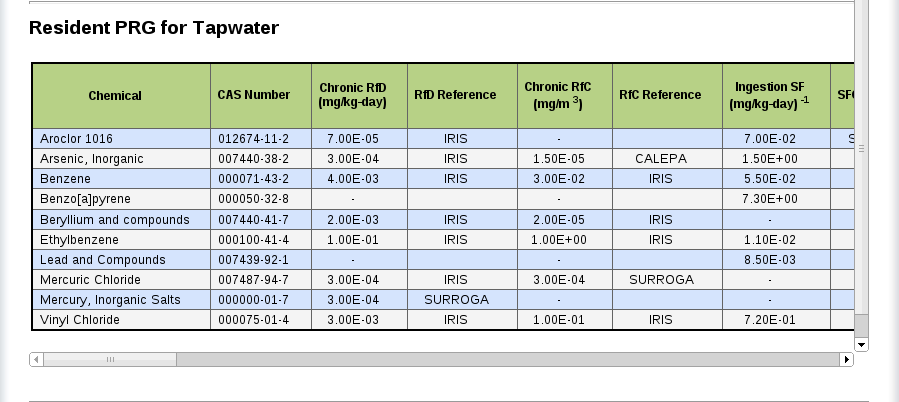 Resident PRG for Tapwater
Chemical CAS Number Chronic RfD (mg/kg-day) RfD Reference Chronic RfC (mg/m 3) RfC Reference Ingestion SF (mg/kg-day) -1
Aroclor 1016 012674-11-2 7.00E-05 IRIS - 7.00E-02 S
Arsenic, Inorganic 007440-38-2 3.00E-04 IRIS 1.50E-05 CALEPA 1.50E+00
Benzene 000071-43-2 4.00E-03 IRIS 3.00E-02 IRIS 5.50E-02
Benzo[a]pyrene 000050-32-8 - - 7.30E+00
Beryllium and compounds 007440-41-7 2.00E-03 IRIS 2.00E-05 IRIS -
Ethylbenzene 000100-41-4 1.00E-01 IRIS 1.00E+00 IRIS 1.10E-02
Lead and Compounds 007439-92-1 - - 8.50E-03
Mercuric Chloride 007487-94-7 3.00E-04 IRIS 3.00E-04 SURROGA -
Mercury, Inorganic Salts 000000-01-7 3.00E-04 SURROGA - -
Vinyl Chloride 000075-01-4 3.00E-03 IRIS 1.00E-01 IRIS 7.20E-01